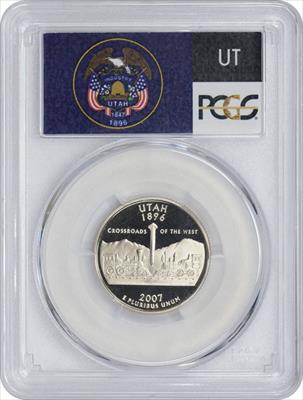 INDUSTRY
UTAH
1847
1896
UT
PCGS
UTAH
1896
CROSSROADS OF THE WEST
2007
E PLURIBUS UNUM